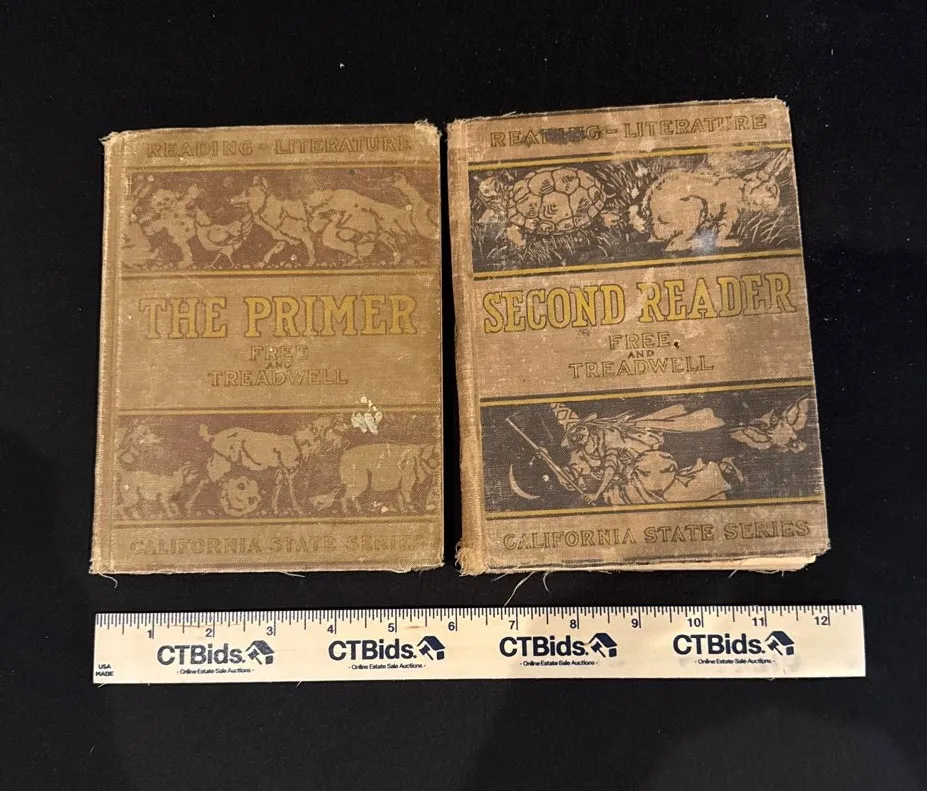 READING-LITERATURE
THE PRIMER
FREE
AND
TREADWELL
CALIFORNIA STATE SERIES
READING-LITERATURE
SECOND READER
FREE
AND
TREADWELL
CALIFORNIA STATE SERIES
1 2 3 4 5 6 7 8 9 10 11 12
USA
MADE
CTBids.
- Online Estate Sale Auctions -
CTBids.
- Online Estate Sale Auctions -
CTBids.
- Online Estate Sale Auctions -
CTBids.
- Online Estate Sale Auctions -